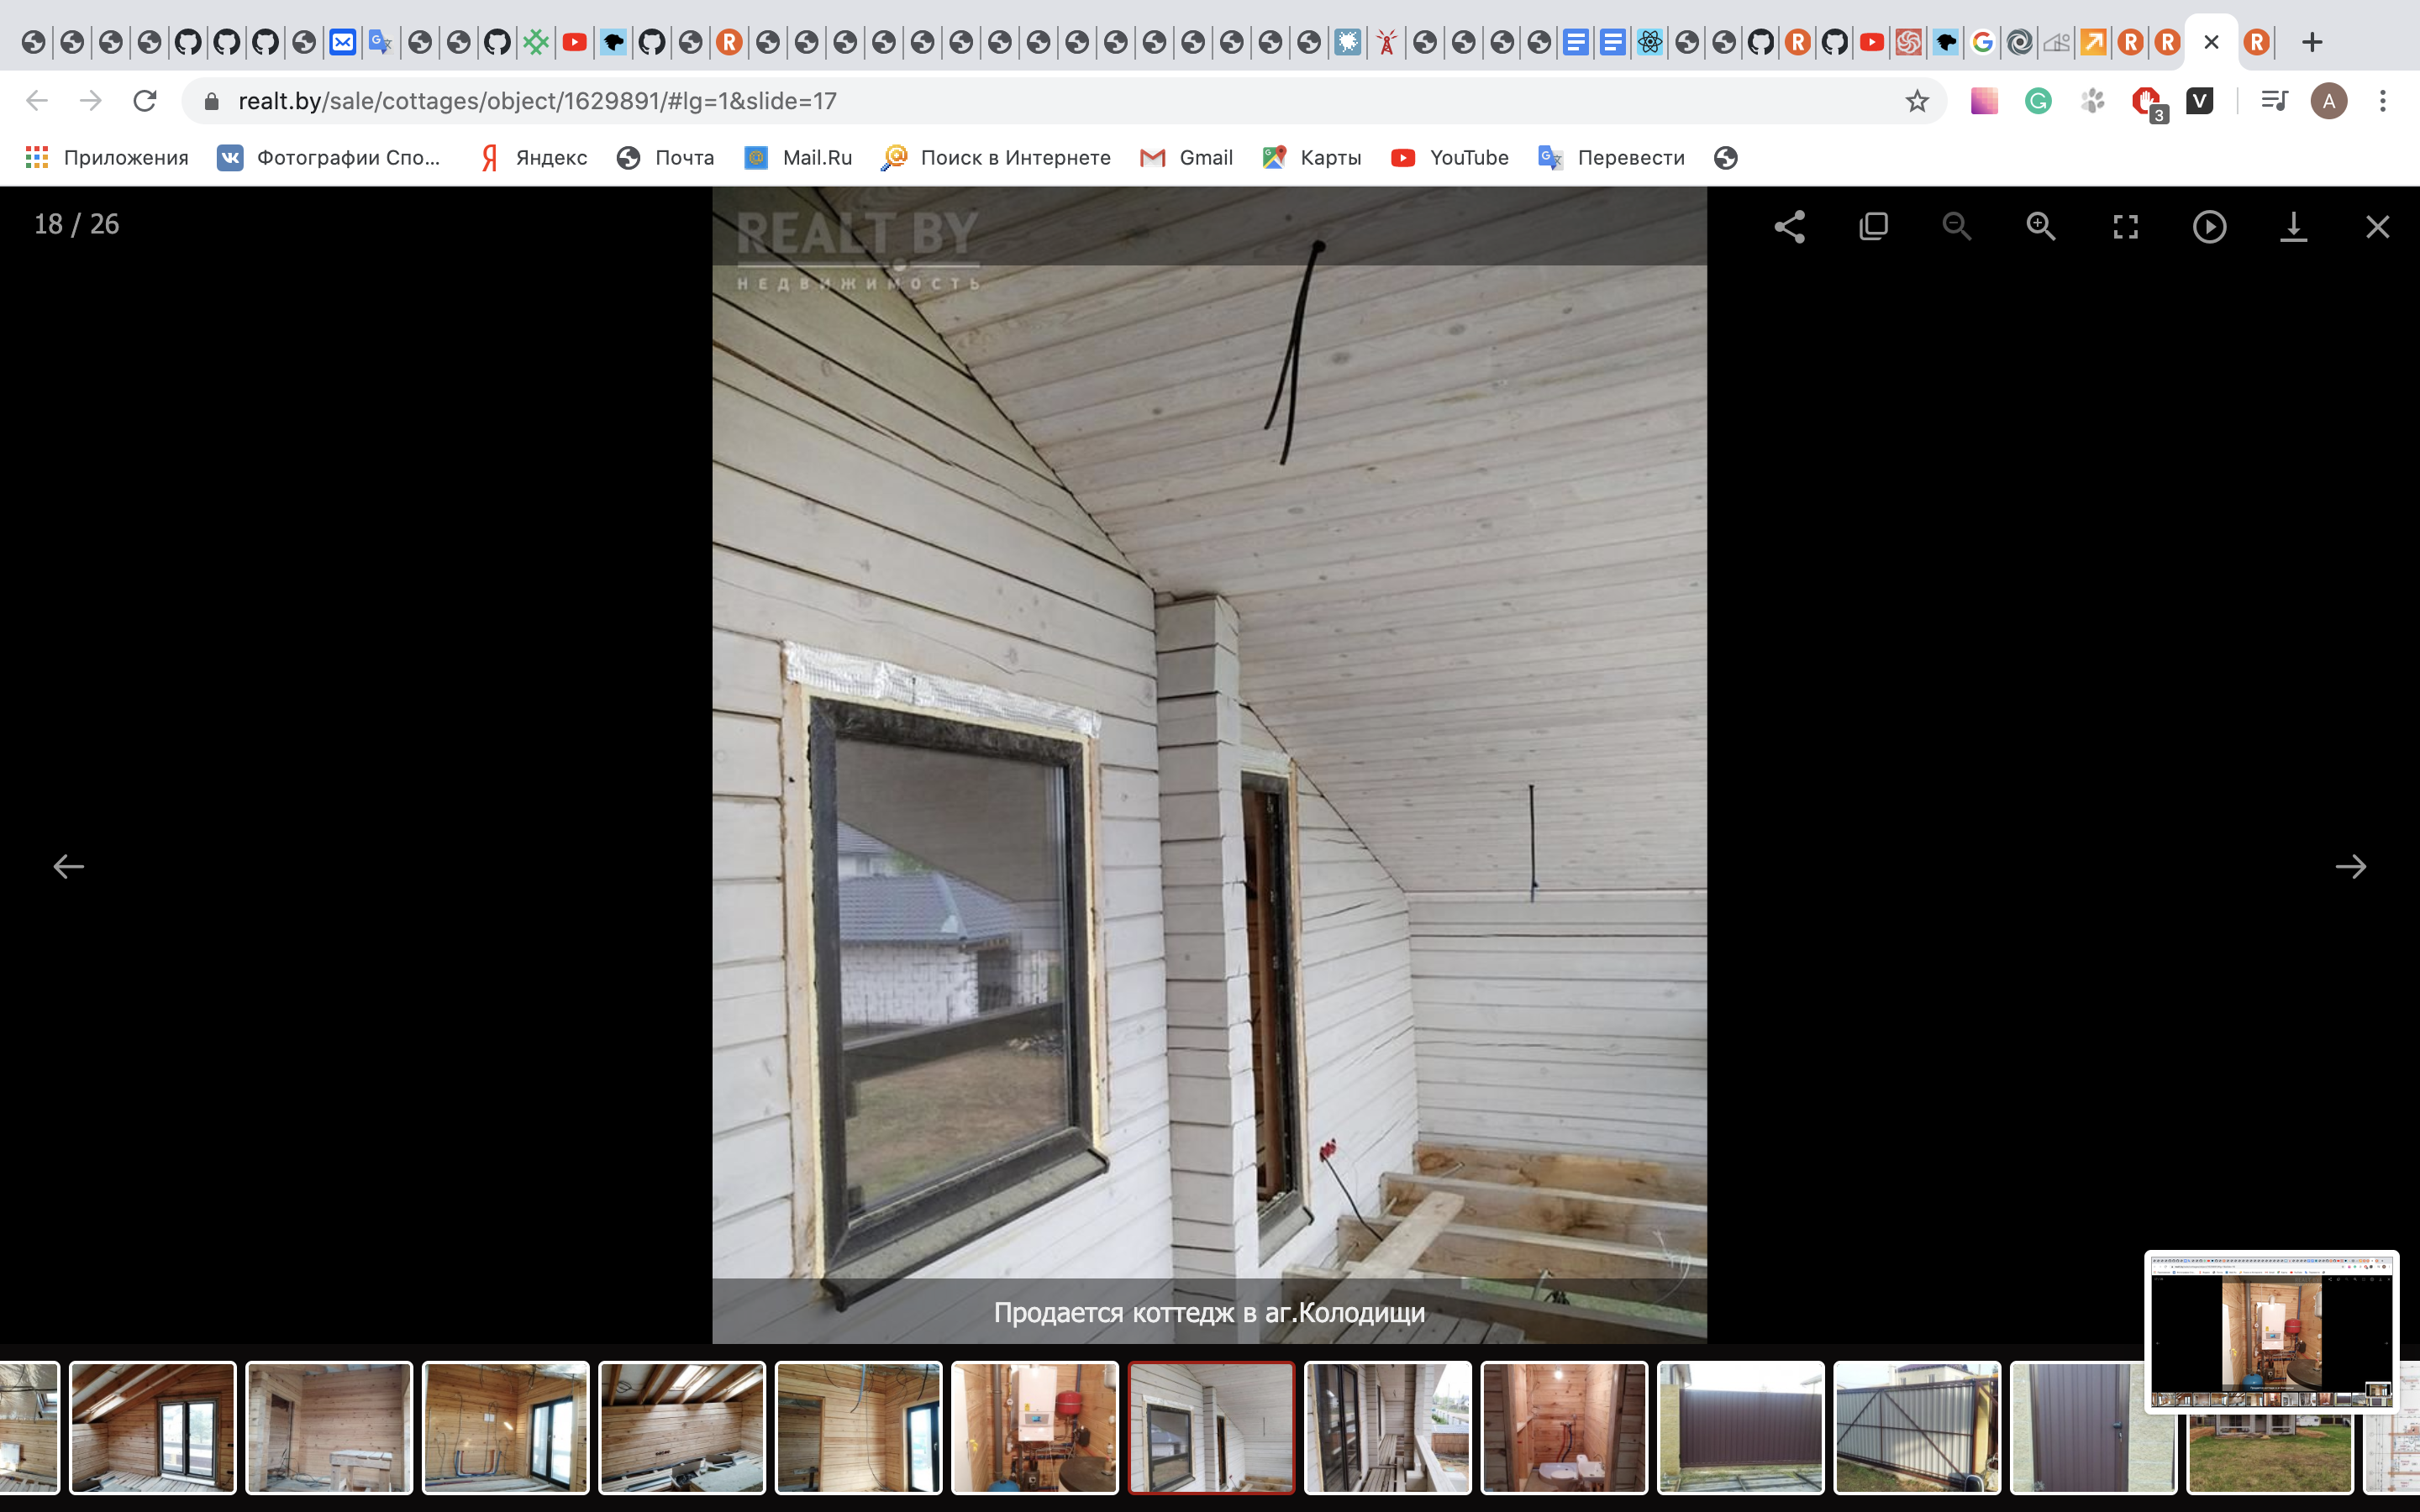 realt.by/sale/cottages/object/1629891/#lg=1&slide=17
3
V
A
Приложения
Фотографии Спо...
Яндекс
Почта
Mail.Ru
Поиск в Интернете
Gmail
Карты
YouTube
Перевести
18 / 26
REALT BY
НЕДВИЖИМОСТЬ
Продается коттедж в аг.Колодищи